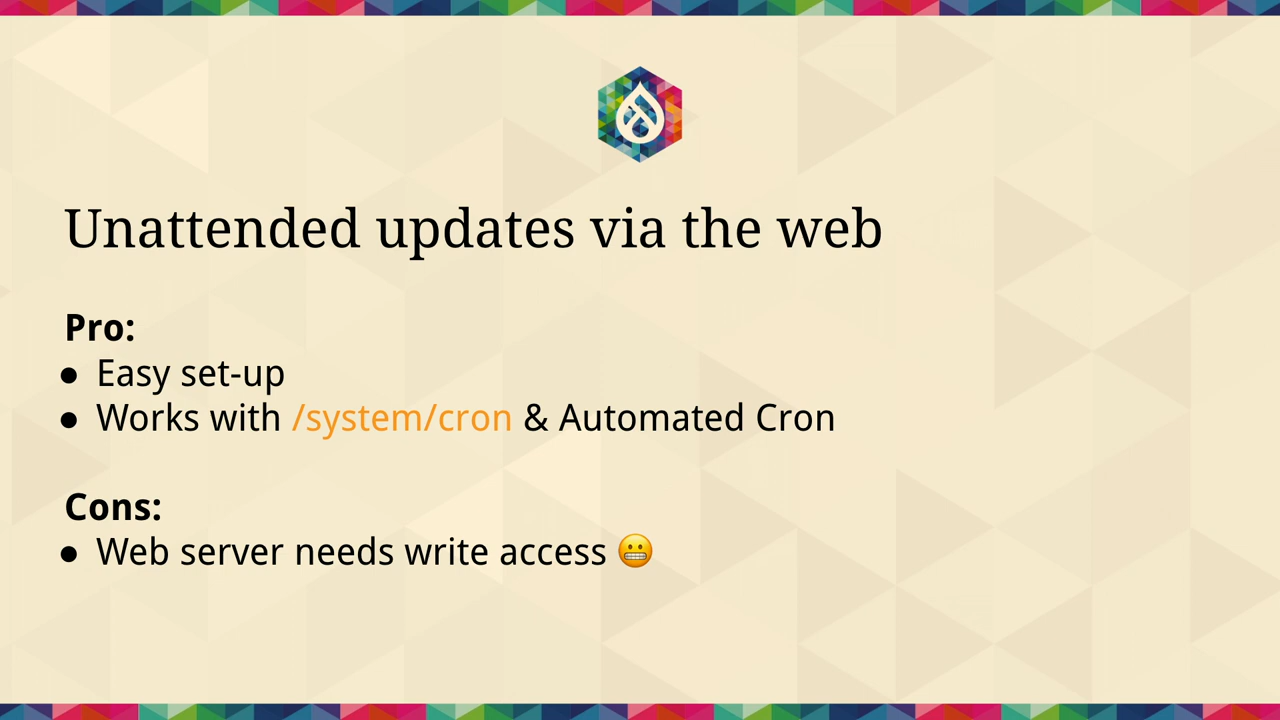 Unattended updates via the web
Pro:
● Easy set-up
● Works with /system/cron & Automated Cron
Cons:
● Web server needs write access 😬